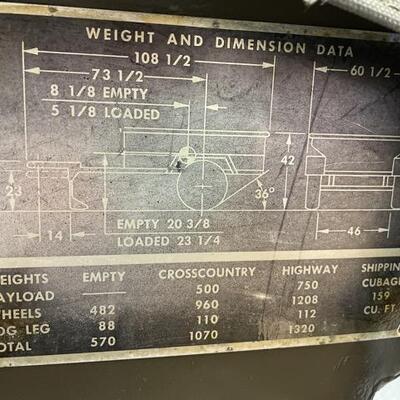 WEIGHT AND DIMENSION DATA
108 1/2
73 1/2
60 1/2
8 1/8 EMPTY
5 1/8 LOADED
42
23
36°
EMPTY 20 3/8
LOADED 23 1/4
14
46
EIGHTS EMPTY CROSSCOUNTRY HIGHWAY SHIPPIN
AYLOAD — 500 750 CUBAG
HEELS 482 960 1208 159
OG LEG 88 110 112 CU. FT
OTAL 570 1070 1320